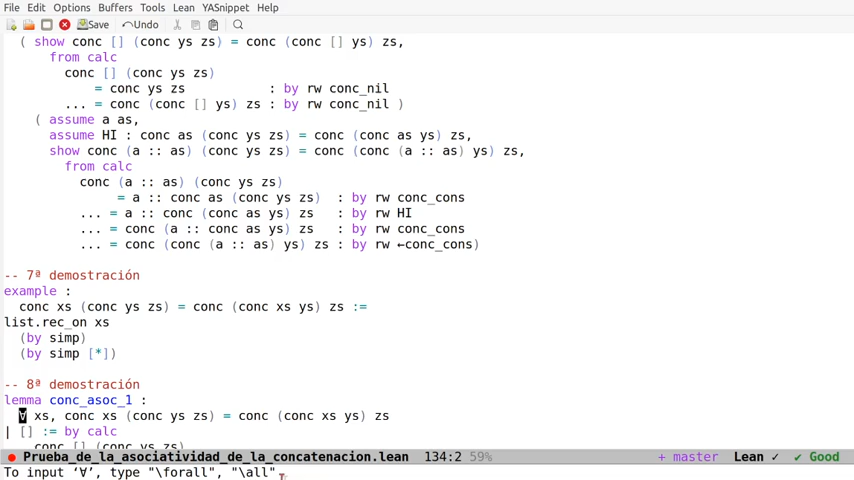 File Edit Options Buffers Tools Lean YASnippet Help
Save Undo
( show conc [] (conc ys zs) = conc (conc [] ys) zs,
from calc
conc [] (conc ys zs)
= conc ys zs : by rw conc_nil
... = conc (conc [] ys) zs : by rw conc_nil )
( assume a as,
assume HI : conc as (conc ys zs) = conc (conc as ys) zs,
show conc (a :: as) (conc ys zs) = conc (conc (a :: as) ys) zs,
from calc
conc (a :: as) (conc ys zs)
= a :: conc as (conc ys zs) : by rw conc_cons
... = a :: conc (conc as ys) zs : by rw HI
... = conc (a :: conc as ys) zs : by rw conc_cons
... = conc (conc (a :: as) ys) zs : by rw ←conc_cons)
-- 7ª demostración
example :
conc xs (conc ys zs) = conc (conc xs ys) zs :=
list.rec_on xs
(by simp)
(by simp [*])
-- 8ª demostración
lemma conc_asoc_1 :
∀ xs, conc xs (conc ys zs) = conc (conc xs ys) zs
| [] := by calc
conc [] (conc ys zs)
Prueba_de_la_asociatividad_de_la_concatenacion.lean 134:2 59% + master Lean ✓ ✔ Good
To input ‘∀’, type "\forall", "\all"